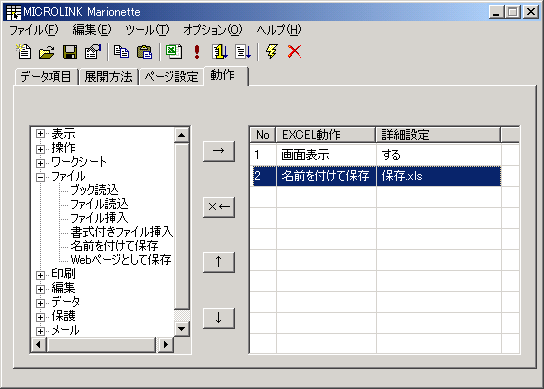 MICROLINK Marionette
ファイル(F) 編集(E) ツール(T) オプション(O) ヘルプ(H)
データ項目 展開方法 ページ設定 動作
表示
操作
ワークシート
ファイル
ブック読込
ファイル読込
ファイル挿入
書式付きファイル挿入
名前を付けて保存
Webページとして保存
印刷
編集
データ
保護
メール
→
×←
↑
↓
No EXCEL動作 詳細設定
1 画面表示 する
2 名前を付けて保存 保存.xls